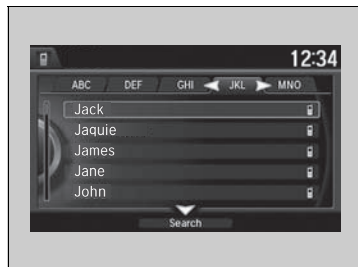 12:34
ABC DEF GHI JKL MNO
Jack
Jaquie
James
Jane
John
Search